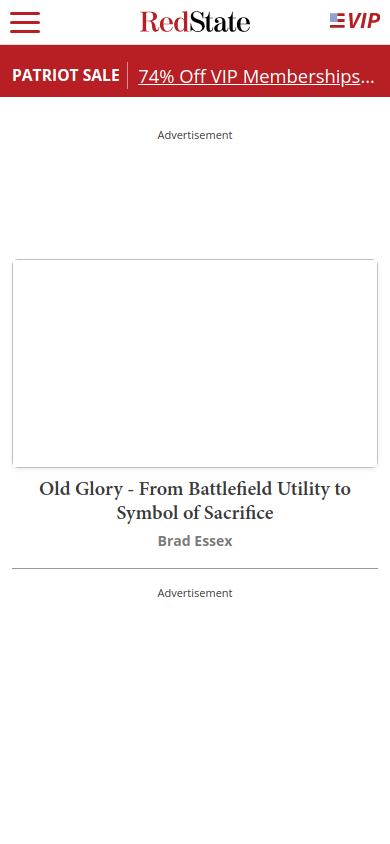 RedState
VIP
PATRIOT SALE
74% Off VIP Memberships...
Advertisement
Old Glory - From Battlefield Utility to
Symbol of Sacrifice
Brad Essex
Advertisement